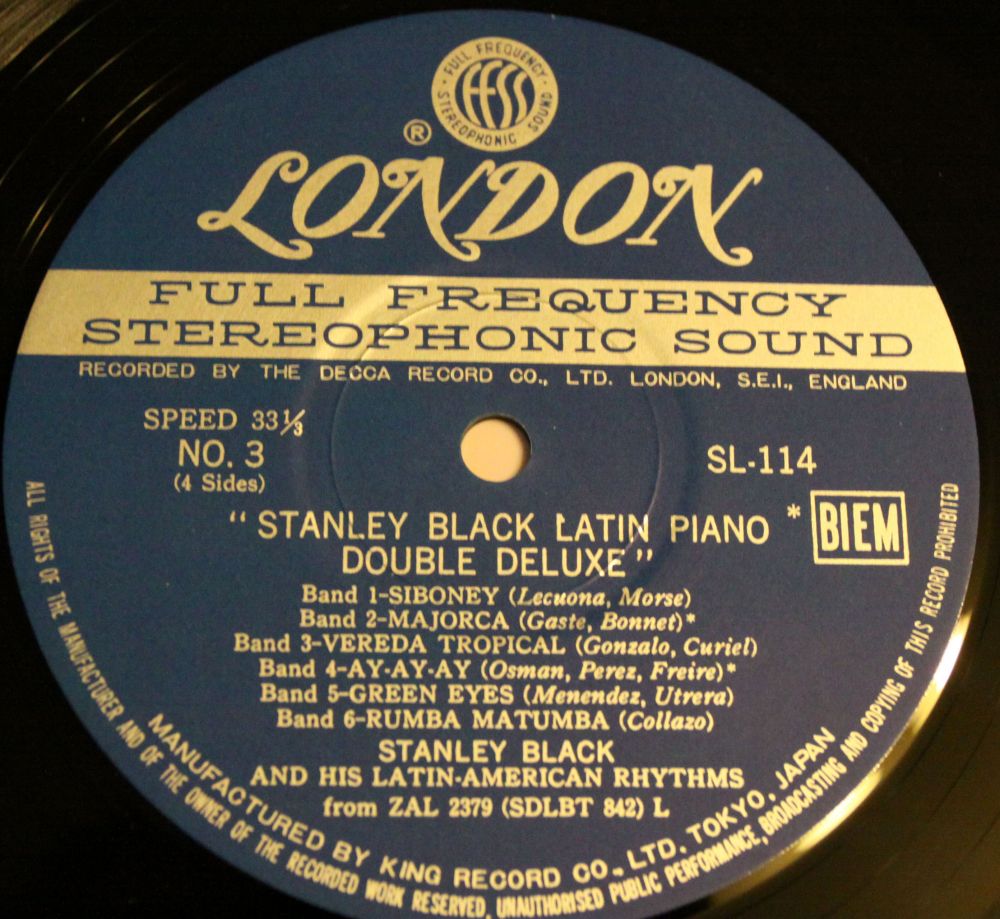 FULL FREQUENCY
FFSS
STEREOPHONIC SOUND
®
LONDON
FULL FREQUENCY
STEREOPHONIC SOUND
RECORDED BY THE DECCA RECORD CO., LTD. LONDON, S.E.I., ENGLAND
SPEED 33⅓
NO. 3
(4 Sides)
SL-114
"STANLEY BLACK LATIN PIANO
DOUBLE DELUXE"
* BIEM
Band 1-SIBONEY (Lecuona, Morse)
Band 2-MAJORCA (Gaste, Bonnet)*
Band 3-VEREDA TROPICAL (Gonzalo, Curiel)
Band 4-AY-AY-AY (Osman, Perez, Freire)*
Band 5-GREEN EYES (Menendez, Utrera)
Band 6-RUMBA MATUMBA (Collazo)
STANLEY BLACK
AND HIS LATIN-AMERICAN RHYTHMS
from ZAL 2379 (SDLBT 842) L
MANUFACTURED BY KING RECORD CO., LTD. TOKYO. JAPAN
ALL RIGHTS OF THE MANUFACTURER AND OF THE OWNER OF THE RECORDED WORK RESERVED, UNAUTHORISED PUBLIC PERFORMANCE, BROADCASTING AND COPYING OF THIS RECORD PROHIBITED